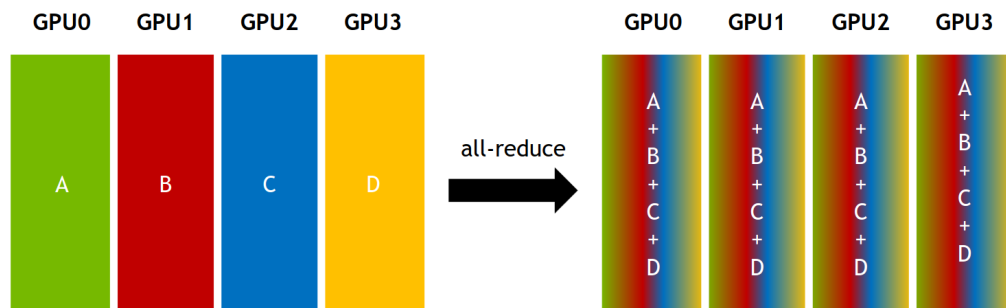 GPU0 GPU1 GPU2 GPU3
A B C D
all-reduce
GPU0 GPU1 GPU2 GPU3
A
+
B
+
C
+
D
A
+
B
+
C
+
D
A
+
B
+
C
+
D
A
+
B
+
C
+
D